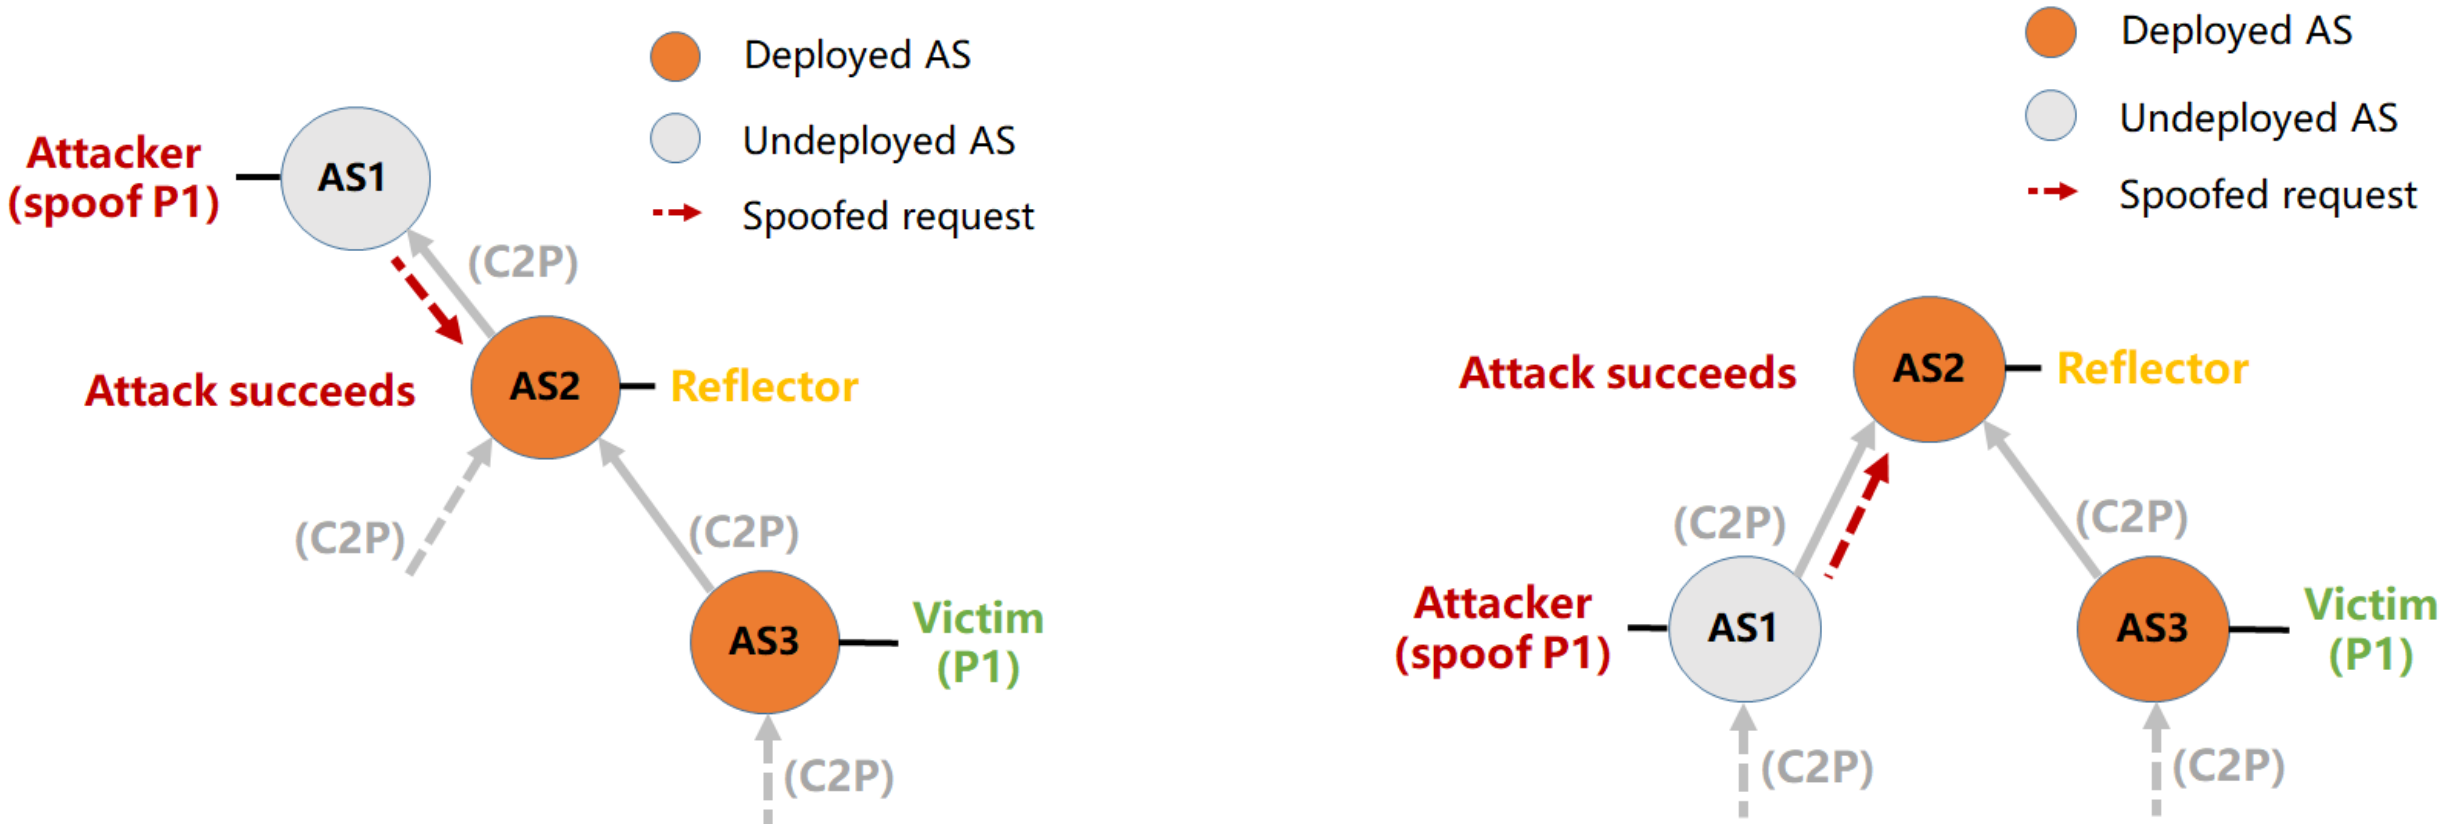 Deployed AS
Undeployed AS
Spoofed request
Attacker
(spoof P1)
AS1
(C2P)
Attack succeeds
AS2
Reflector
(C2P)
(C2P)
AS3
Victim
(P1)
(C2P)
Deployed AS
Undeployed AS
Spoofed request
Attack succeeds
AS2
Reflector
(C2P)
(C2P)
Attacker
(spoof P1)
AS1
AS3
Victim
(P1)
(C2P)
(C2P)